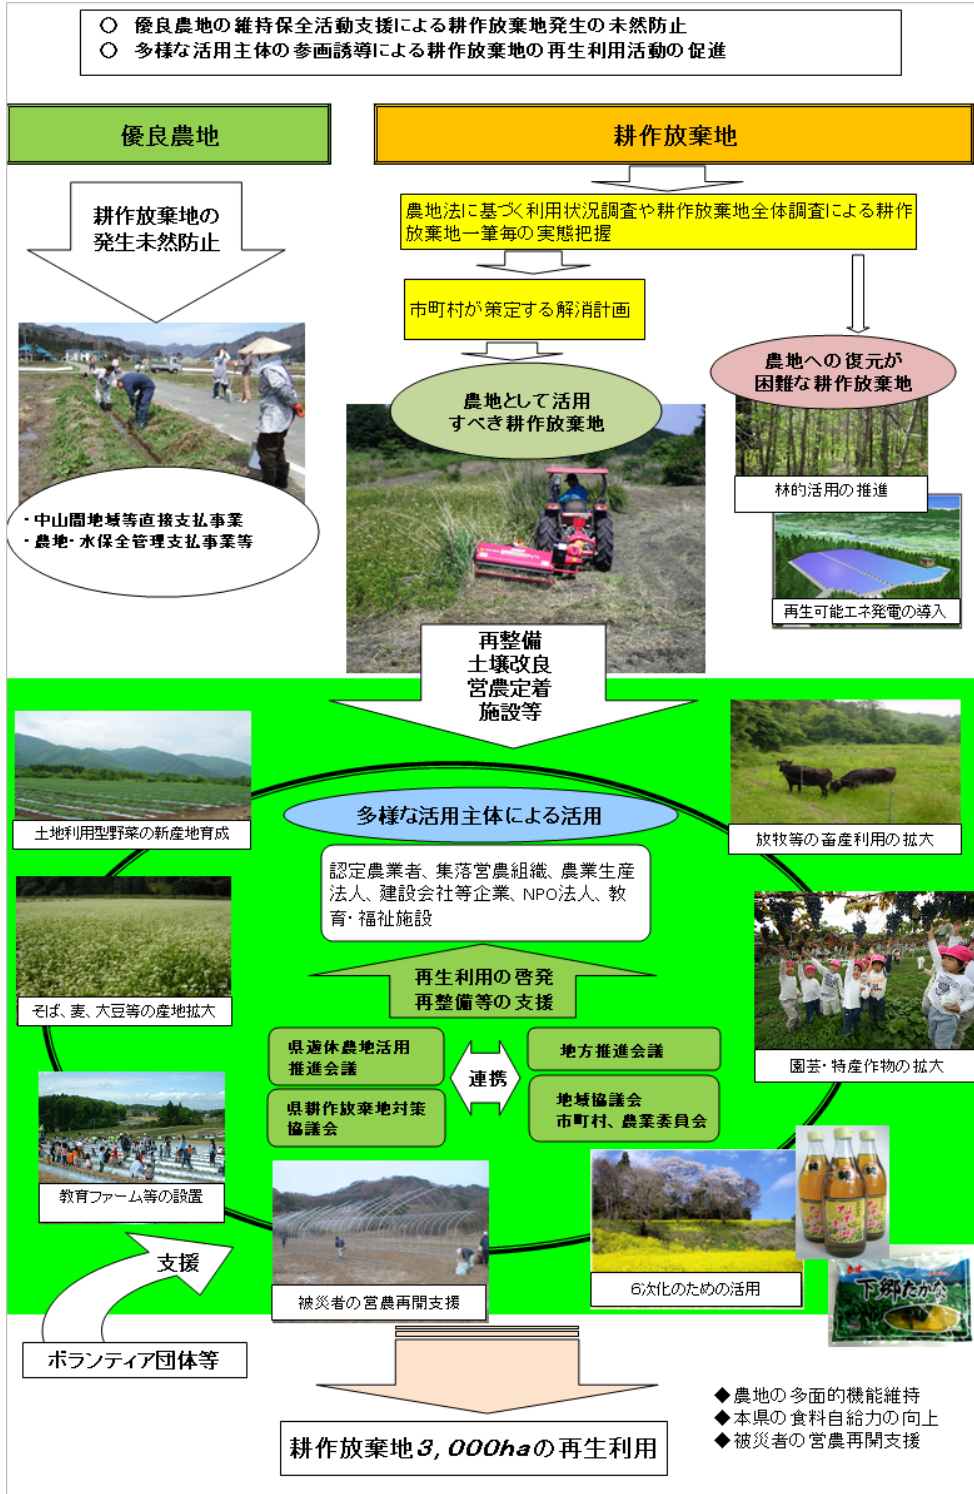 ○ 優良農地の維持保全活動支援による耕作放棄地発生の未然防止
○ 多様な活用主体の参画誘導による耕作放棄地の再生利用活動の促進
優良農地
耕作放棄地
耕作放棄地の
発生未然防止
農地法に基づく利用状況調査や耕作放棄地全体調査による耕作
放棄地一筆毎の実態把握
市町村が策定する解消計画
農地への復元が
困難な耕作放棄地
農地として活用
すべき耕作放棄地
林的活用の推進
・中山間地域等直接支払事業
・農地・水保全管理支払事業等
再生可能エネ発電の導入
再整備
土壌改良
営農定着
施設等
土地利用型野菜の新産地育成
多様な活用主体による活用
放牧等の畜産利用の拡大
認定農業者、集落営農組織、農業生産
法人、建設会社等企業、NPO法人、教
育・福祉施設
再生利用の啓発
再整備等の支援
そば、麦、大豆等の産地拡大
県遊休農地活用
推進会議
連携
地方推進会議
園芸・特産作物の拡大
県耕作放棄地対策
協議会
地域協議会
市町村、農業委員会
教育ファーム等の設置
支援
被災者の営農再開支援
6次化のための活用
下郷たかな
ボランティア団体等
◆農地の多面的機能維持
◆本県の食料自給力の向上
◆被災者の営農再開支援
耕作放棄地3,000haの再生利用